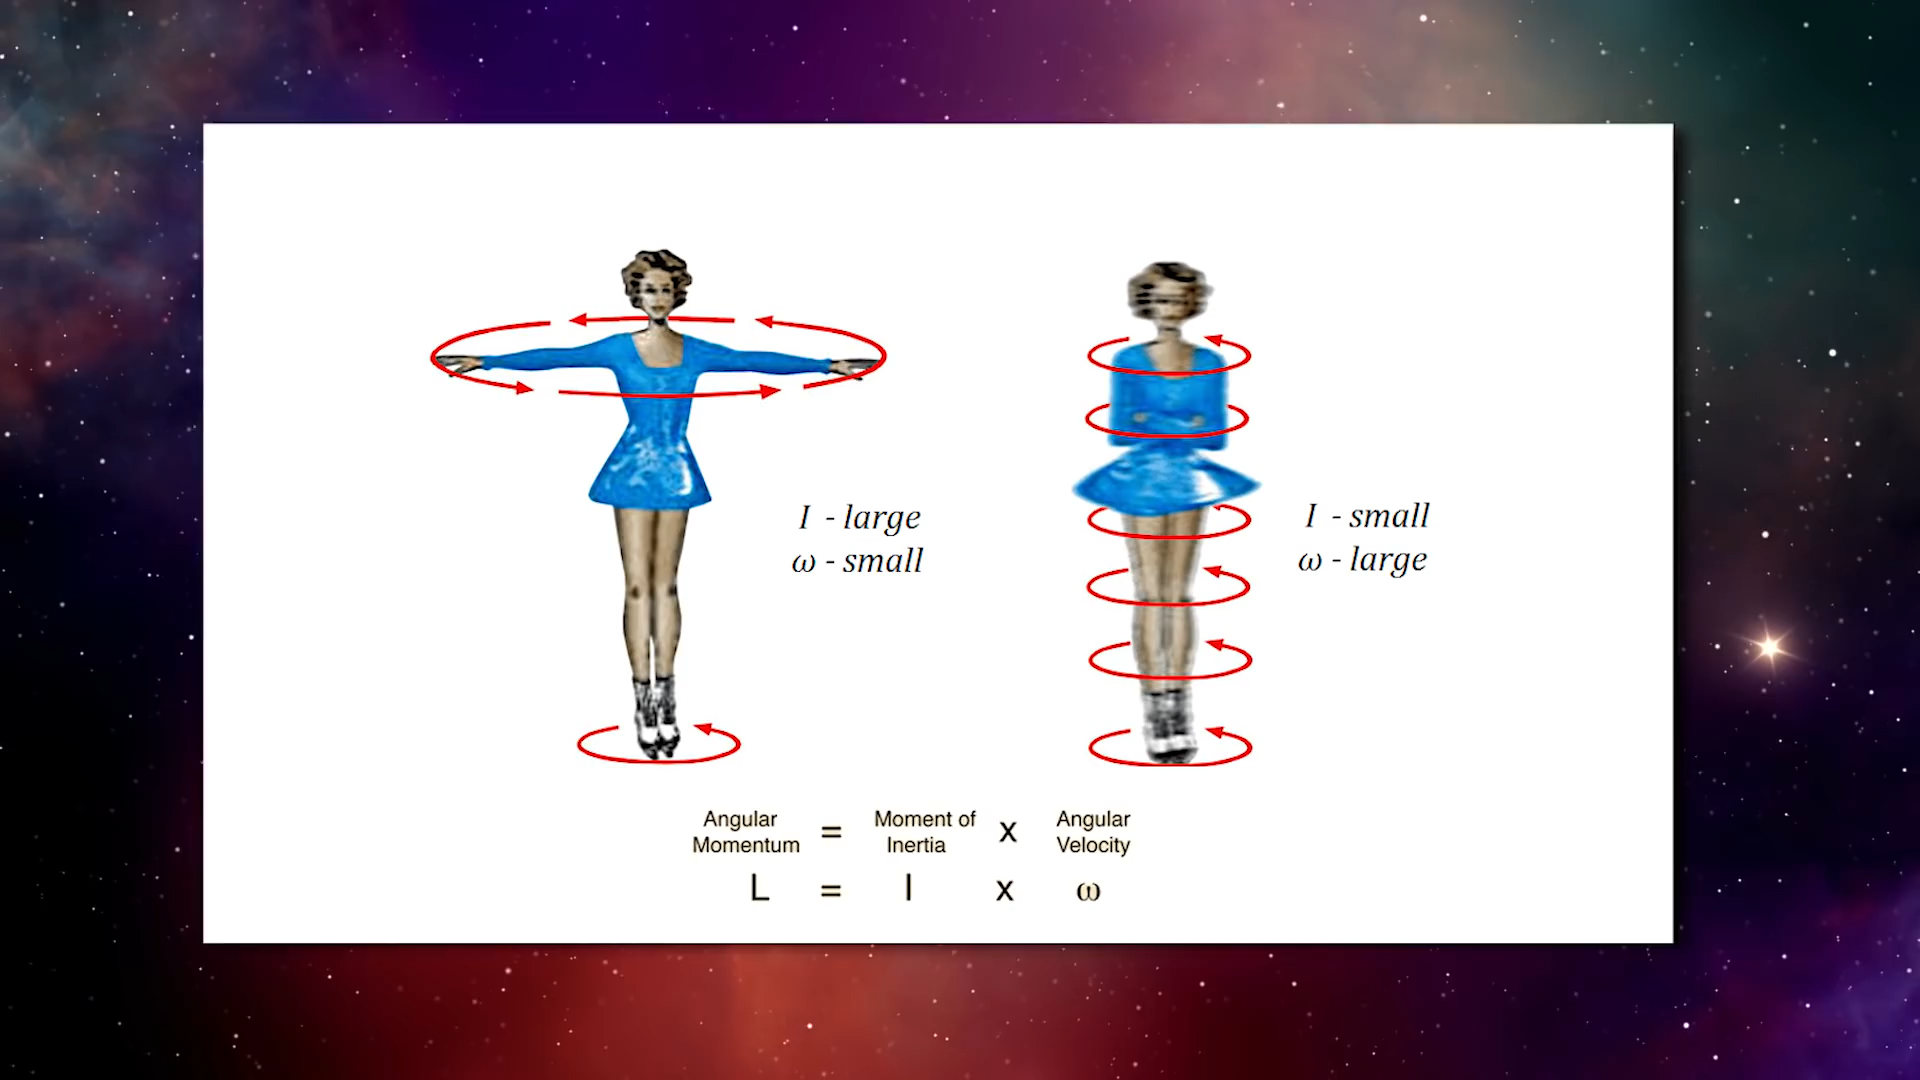 I - large
ω - small
I - small
ω - large
Angular Momentum = Moment of Inertia x Angular Velocity
L = I x ω